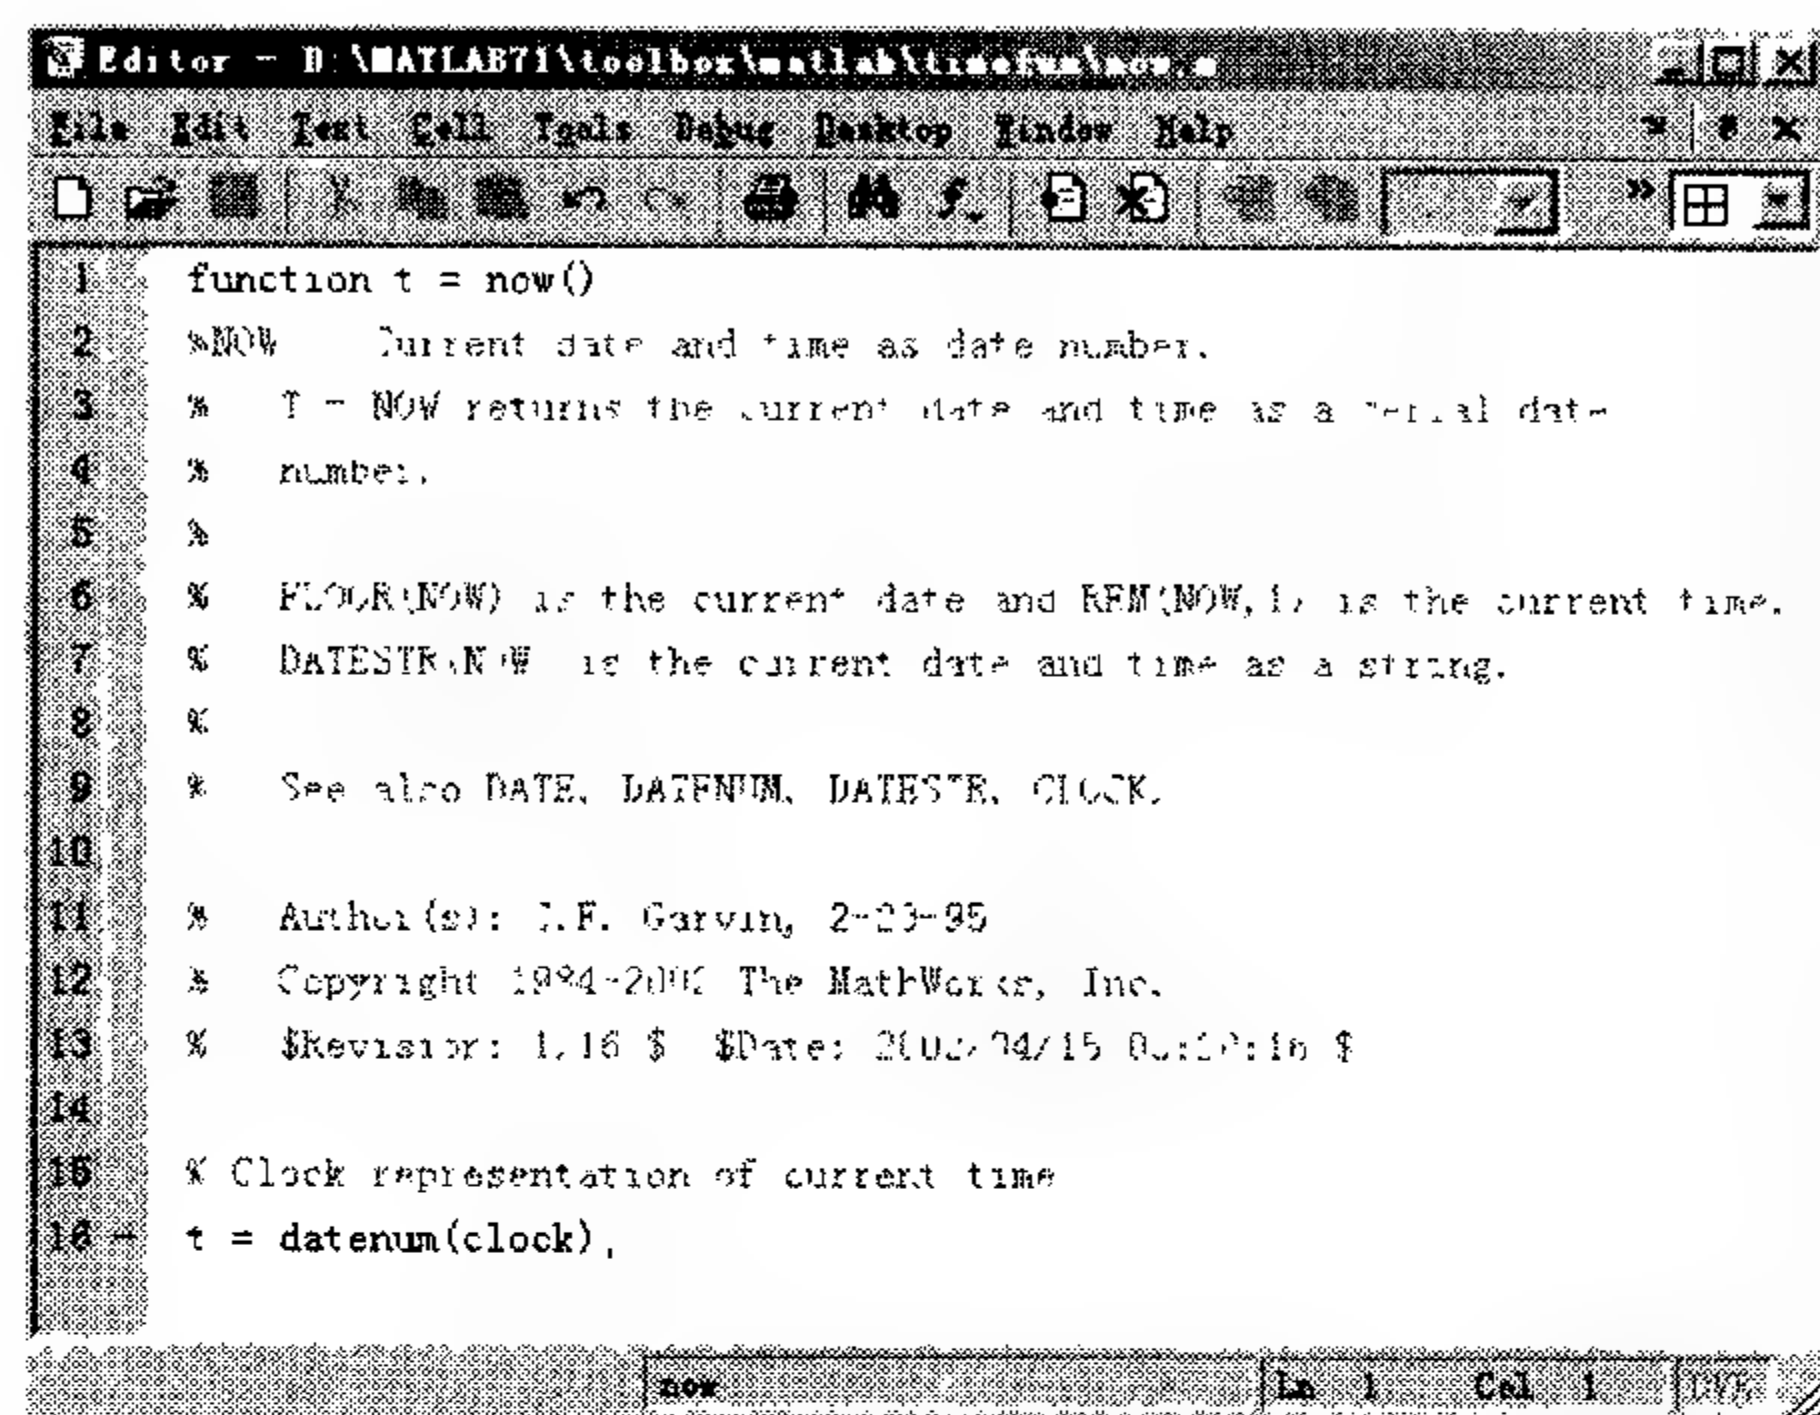 Editor - D:\MATLAB71\toolbox\matlab\timefun\now.m
File Edit Text Cell Tools Debug Desktop Window Help
1 function t = now()
2 %NOW Current date and time as date number.
3 % T = NOW returns the current date and time as a serial date
4 % number.
5 %
6 % FLOOR(NOW) is the current date and REM(NOW,1) is the current time.
7 % DATESTR(NOW) is the current date and time as a string.
8 %
9 % See also DATE, DATENUM, DATESTR, CLOCK.
10
11 % Author(s): Garvin,
12 % Copyright The MathWorks, Inc.
13 % $Revision: 1.16 $ $Date: $
14
15 % Clock representation of current time
16 - t = datenum(clock);
now Ln 1 Col 1 OVR